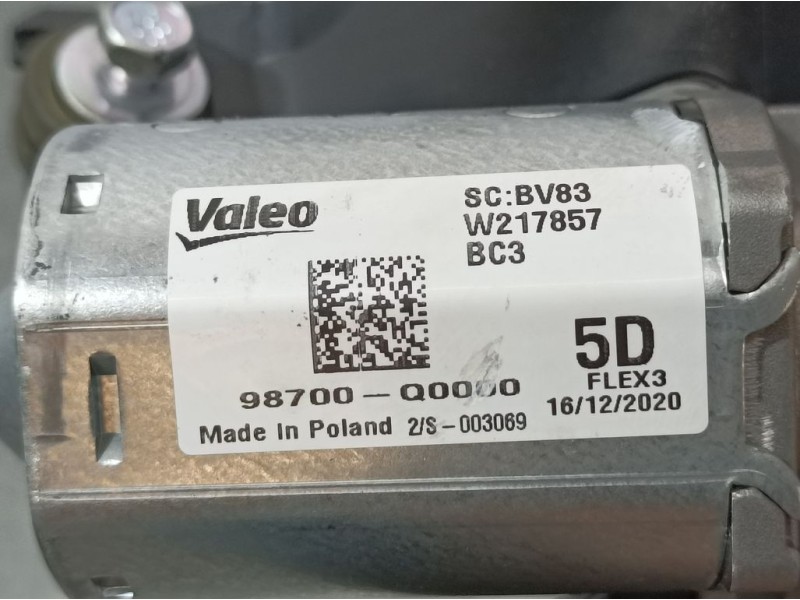 Valeo
SC:BV83
W217857
BC3
98700-Q0000
5D
FLEX3
16/12/2020
Made In Poland 2/S-003069